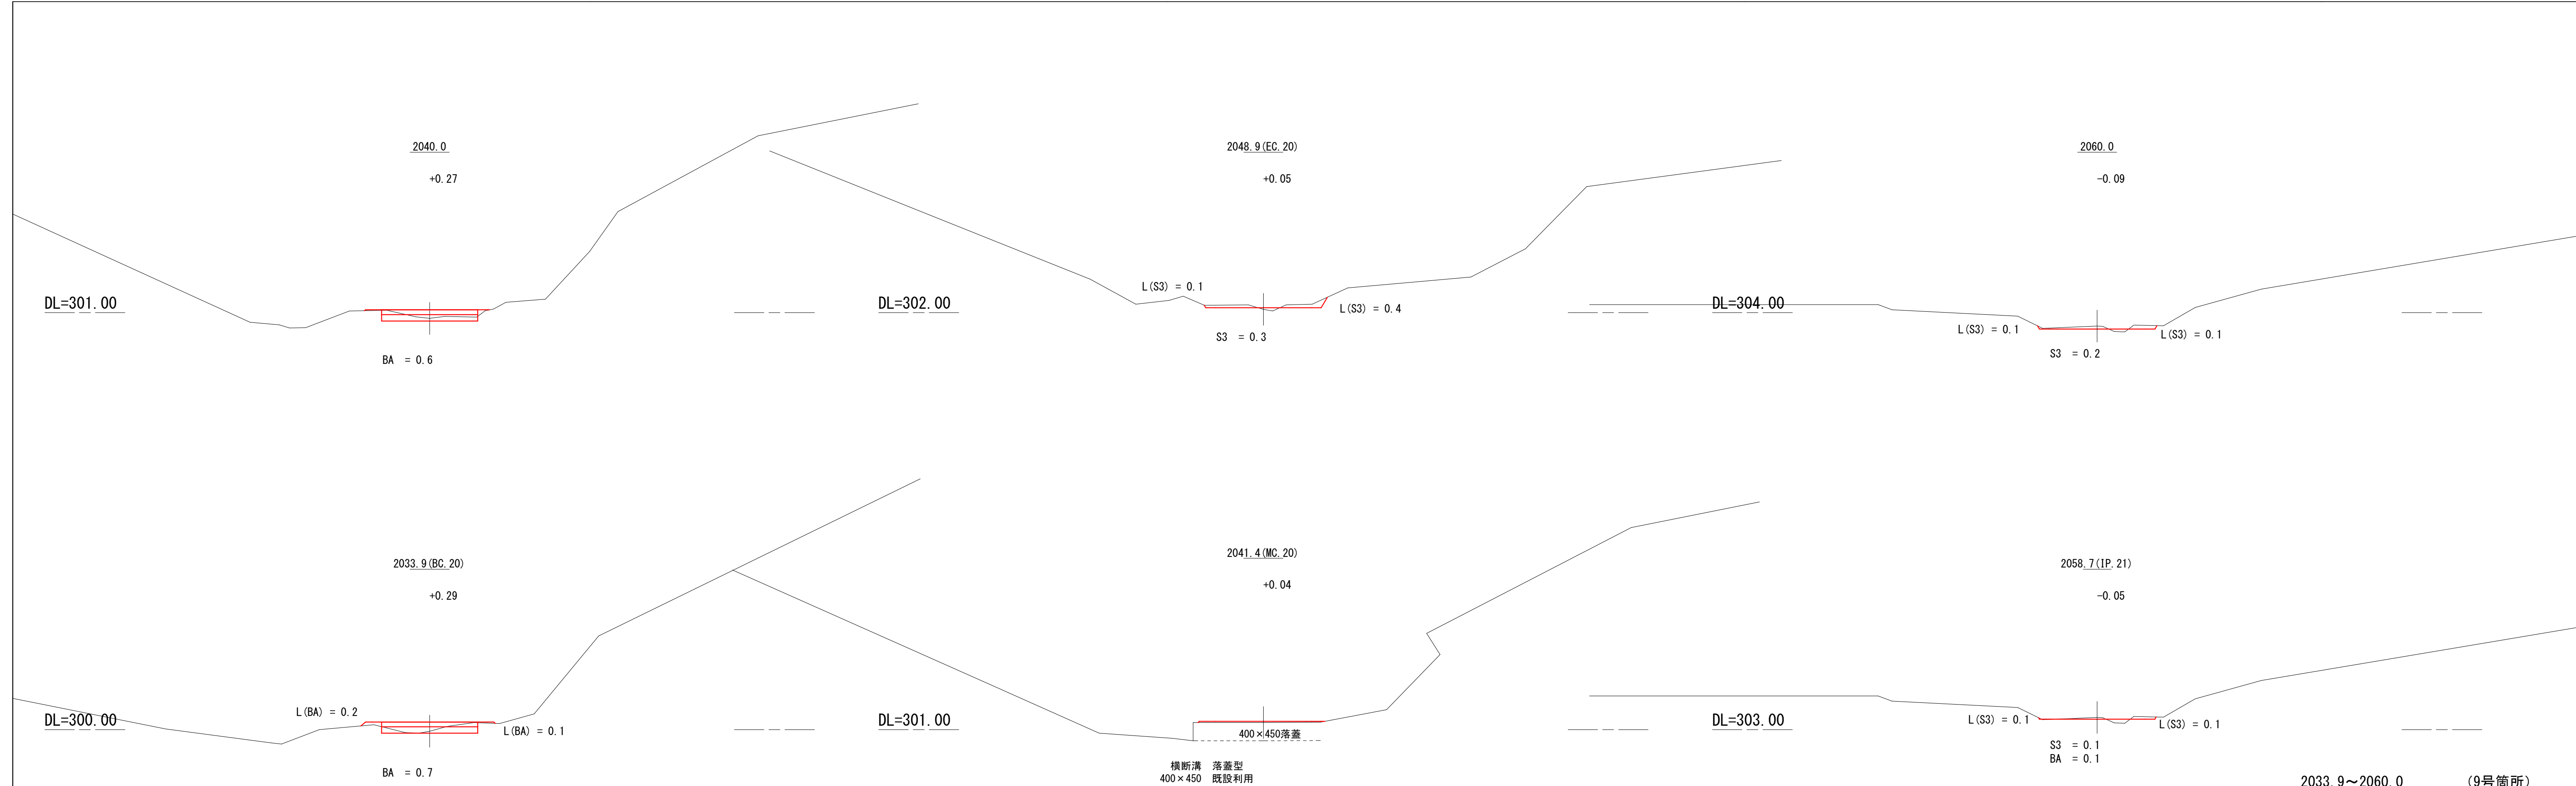 2040.0
+0.27
DL=301.00
BA = 0.6
2048.9(EC.20)
+0.05
L(S3) = 0.1
DL=302.00
L(S3) = 0.4
S3 = 0.3
2060.0
-0.09
DL=304.00
L(S3) = 0.1
L(S3) = 0.1
S3 = 0.2
2033.9(BC.20)
+0.29
L(BA) = 0.2
DL=300.00
L(BA) = 0.1
BA = 0.7
2041.4(MC.20)
+0.04
DL=301.00
400×450落蓋
横断溝 落蓋型
400×450 既設利用
2058.7(IP.21)
-0.05
DL=303.00
L(S3) = 0.1
L(S3) = 0.1
S3 = 0.1
BA = 0.1
2033.9～2060.0 (9号箇所)